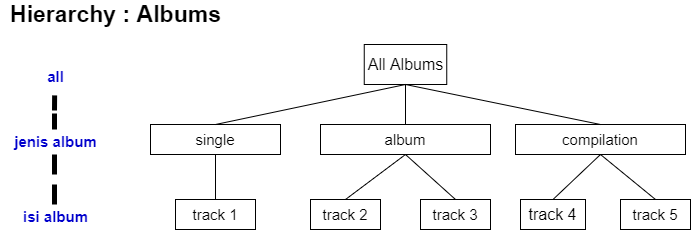 Hierarchy : Albums
all
All Albums
jenis album
single
album
compilation
isi album
track 1
track 2
track 3
track 4
track 5